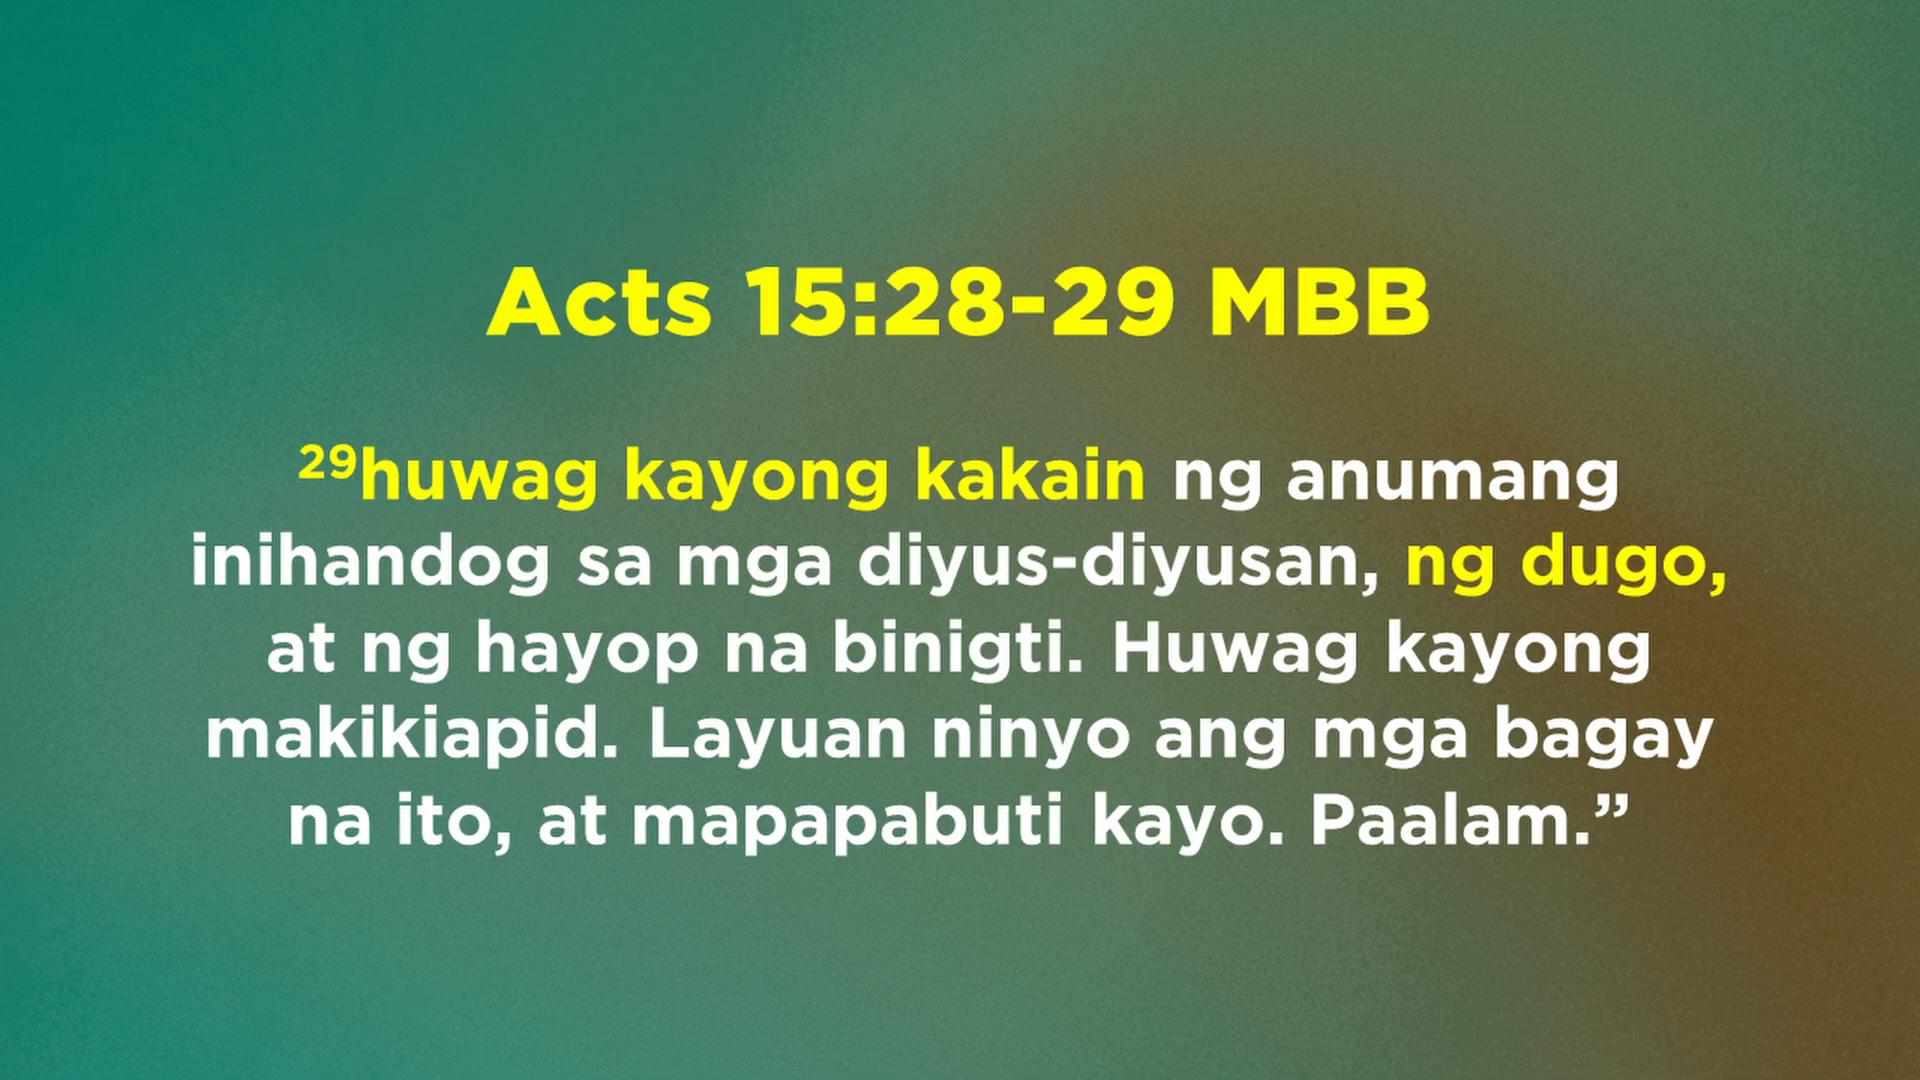 Acts 15:28-29 MBB
²⁹huwag kayong kakain ng anumang
inihandog sa mga diyus-diyusan, ng dugo,
at ng hayop na binigti. Huwag kayong
makikiapid. Layuan ninyo ang mga bagay
na ito, at mapapabuti kayo. Paalam.”